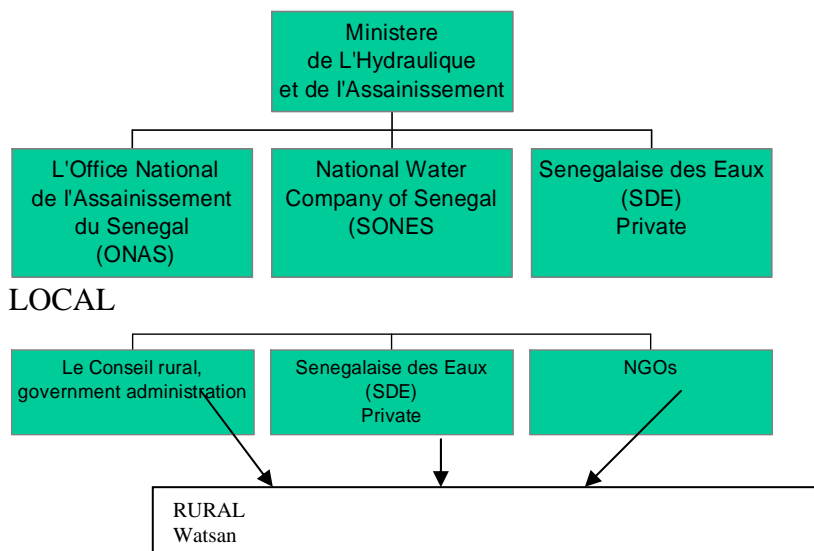 Ministere
de L'Hydraulique
et de l'Assainissement
L'Office National
de l'Assainissement
du Senegal
(ONAS)
National Water
Company of Senegal
(SONES
Senegalaise des Eaux
(SDE)
Private
LOCAL
Le Conseil rural,
government administration
Senegalaise des Eaux
(SDE)
Private
NGOs
RURAL
Watsan